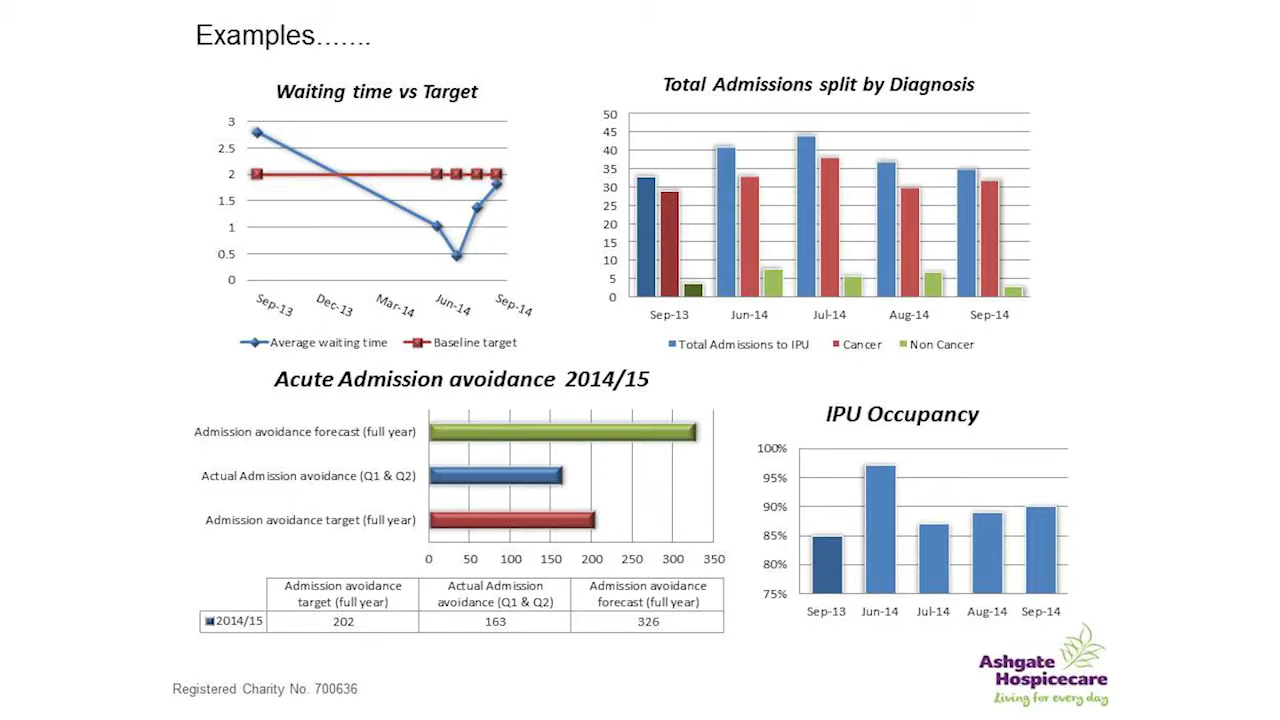 Examples…….
Waiting time vs Target
3
2.5
2
1.5
1
0.5
0
Sep-13
Dec-13
Mar-14
Jun-14
Sep-14
Average waiting time
Baseline target
Total Admissions split by Diagnosis
50
45
40
35
30
25
20
15
10
5
0
Sep-13
Jun-14
Jul-14
Aug-14
Sep-14
Total Admissions to IPU
Cancer
Non Cancer
Acute Admission avoidance 2014/15
Admission avoidance forecast (full year)
Actual Admission avoidance (Q1 & Q2)
Admission avoidance target (full year)
0 50 100 150 200 250 300 350
Admission avoidance
target (full year)
Actual Admission
avoidance (Q1 & Q2)
Admission avoidance
forecast (full year)
2014/15 202 163 326
IPU Occupancy
100%
95%
90%
85%
80%
75%
Sep-13 Jun-14 Jul-14 Aug-14 Sep-14
Ashgate
Hospicecare
Living for every day
Registered Charity No. 700636